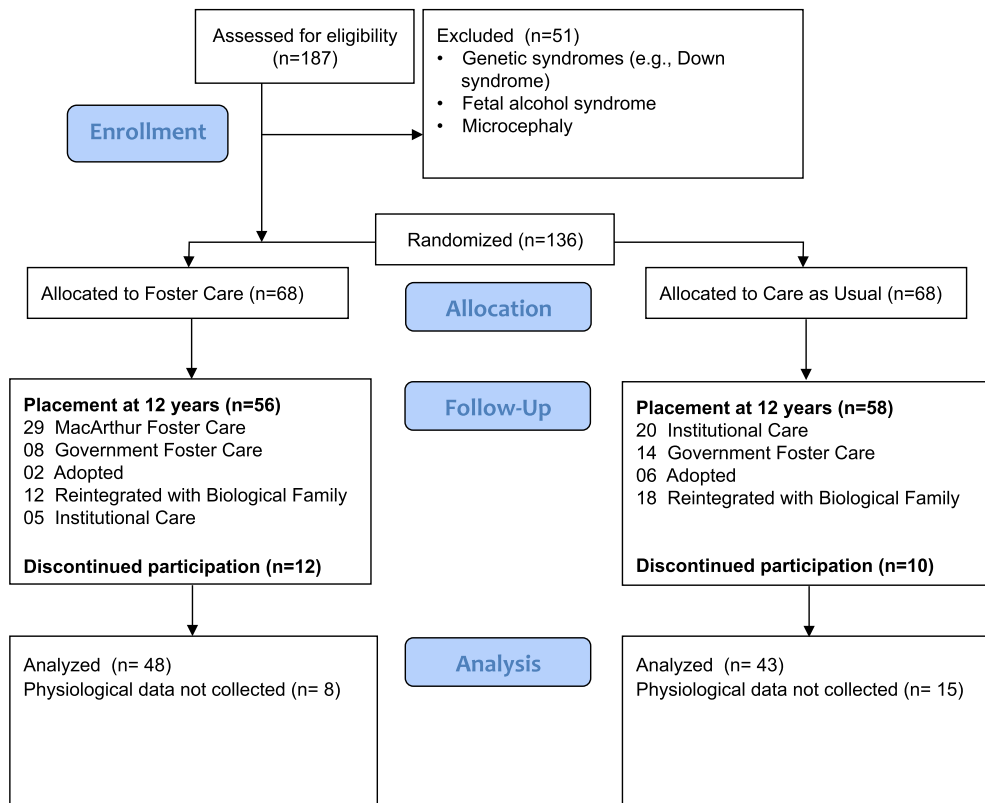 Assessed for eligibility
(n=187)
Excluded (n=51)
• Genetic syndromes (e.g., Down
syndrome)
• Fetal alcohol syndrome
• Microcephaly
Enrollment
Randomized (n=136)
Allocated to Foster Care (n=68)
Allocation
Allocated to Care as Usual (n=68)
Placement at 12 years (n=56)
29 MacArthur Foster Care
08 Government Foster Care
02 Adopted
12 Reintegrated with Biological Family
05 Institutional Care
Discontinued participation (n=12)
Follow-Up
Placement at 12 years (n=58)
20 Institutional Care
14 Government Foster Care
06 Adopted
18 Reintegrated with Biological Family
Discontinued participation (n=10)
Analyzed (n= 48)
Physiological data not collected (n= 8)
Analysis
Analyzed (n= 43)
Physiological data not collected (n= 15)